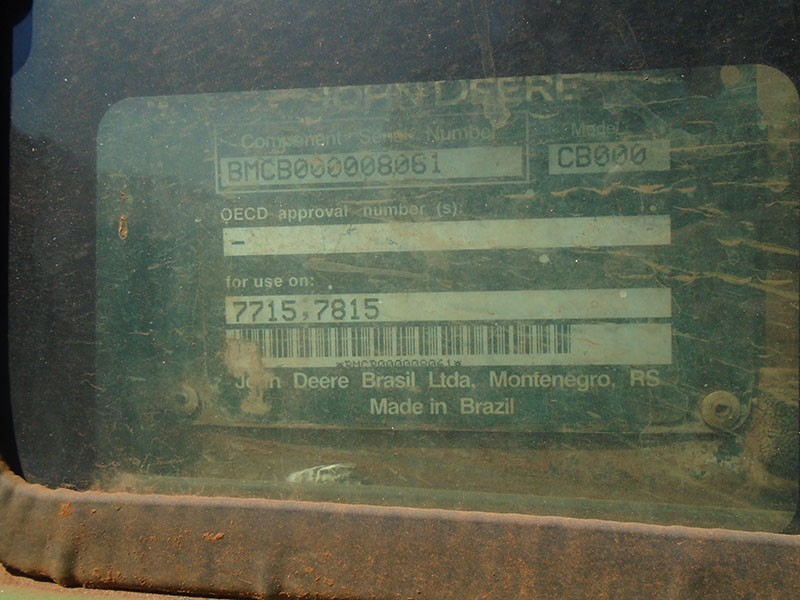 JOHN DEERE
Component Serial Number Model
BMCB000008061 CB000
OECD approval number (s):
-
for use on:
7715,7815
*BMCB000008061*
John Deere Brasil Ltda, Montenegro, RS
Made in Brazil